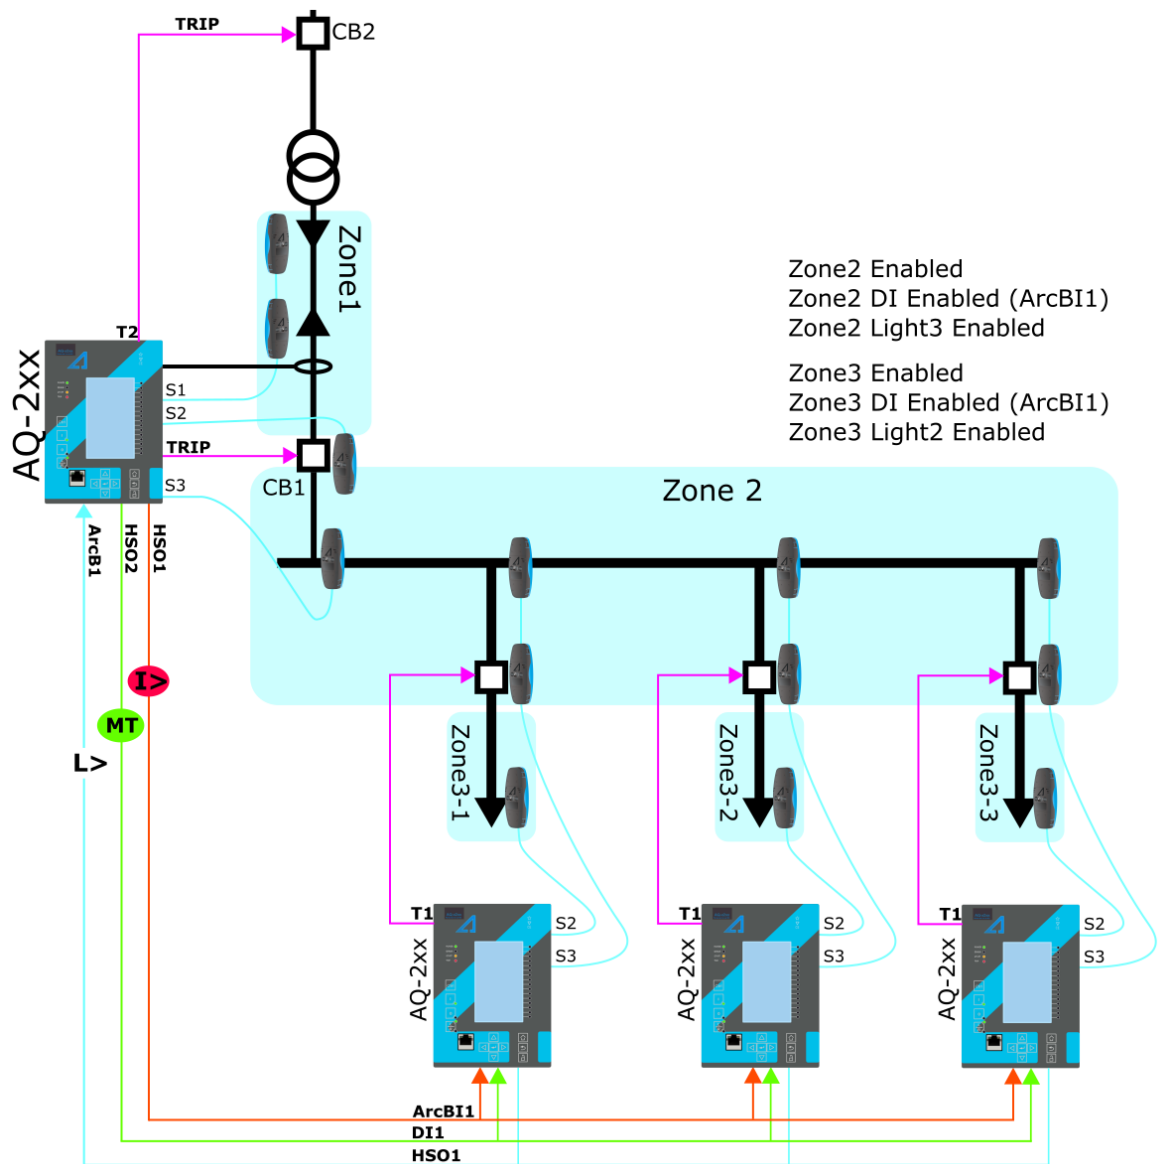 TRIP
CB2
Zone1
Zone2 Enabled
Zone2 DI Enabled (ArcBI1)
Zone2 Light3 Enabled
T2
AQ-2xx
Zone3 Enabled
Zone3 DI Enabled (ArcBI1)
Zone3 Light2 Enabled
S1
S2
TRIP
S3
CB1
Zone 2
ArcB1
HSO2
HSO1
I>
MT
L>
Zone3-1
Zone3-2
Zone3-3
T1
S2
S3
AQ-2xx
T1
S2
S3
AQ-2xx
T1
S2
S3
AQ-2xx
ArcBI1
DI1
HSO1